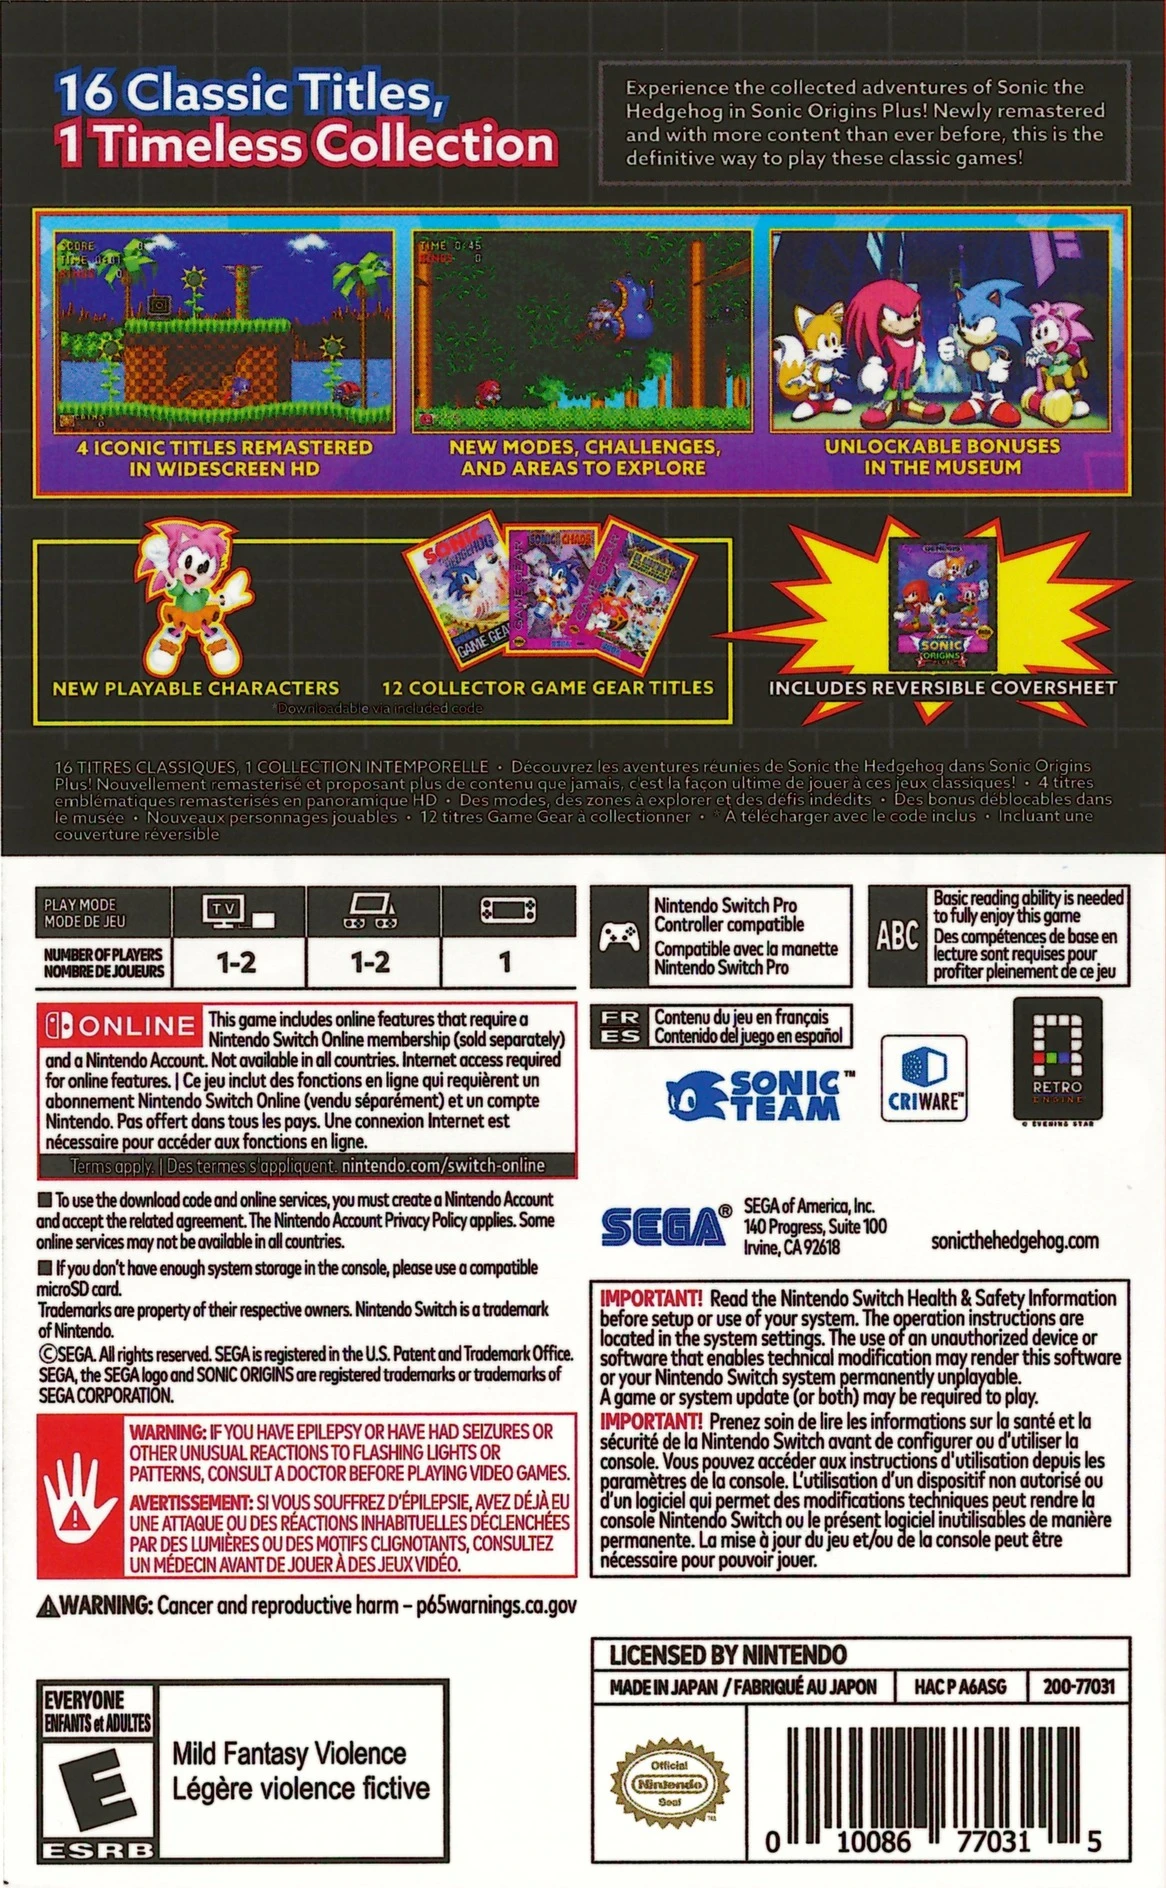 16 Classic Titles,
1 Timeless Collection
Experience the collected adventures of Sonic the
Hedgehog in Sonic Origins Plus! Newly remastered
and with more content than ever before, this is the
definitive way to play these classic games!
SCORE
TIME 0:01
RINGS 0
TIME 0:45
RINGS 0
4 ICONIC TITLES REMASTERED
IN WIDESCREEN HD
NEW MODES, CHALLENGES,
AND AREAS TO EXPLORE
UNLOCKABLE BONUSES
IN THE MUSEUM
SONIC
HEDGEHOG
GAME GEAR
SONIC CHAOS
GAME GEAR
GAME GEAR
GENESIS
SONIC
ORIGINS
PLUS
NEW PLAYABLE CHARACTERS
12 COLLECTOR GAME GEAR TITLES
*Downloadable via included code
INCLUDES REVERSIBLE COVERSHEET
16 TITRES CLASSIQUES, 1 COLLECTION INTEMPORELLE • Découvrez les aventures réunies de Sonic the Hedgehog dans Sonic Origins
Plus! Nouvellement remasterisé et proposant plus de contenu que jamais, c'est la façon ultime de jouer à ces jeux classiques! • 4 titres
emblématiques remasterisés en panoramique HD • Des modes, des zones à explorer et des défis indédits • Des bonus déblocables dans
le musée • Nouveaux personnages jouables • 12 titres Game Gear à collectionner • * A télécharger avec le code inclus • Incluant une
couverture réversible
PLAY MODE
MODE DE JEU
TV
NUMBER OF PLAYERS
NOMBRE DE JOUEURS
1-2
1-2
1
Nintendo Switch Pro
Controller compatible
Compatible avec la manette
Nintendo Switch Pro
ABC
Basic reading ability is needed
to fully enjoy this game
Des compétences de base en
lecture sont requises pour
profiter pleinement de ce jeu
ONLINE
This game includes online features that require a
Nintendo Switch Online membership (sold separately)
and a Nintendo Account. Not available in all countries. Internet access required
for online features. | Ce jeu inclut des fonctions en ligne qui requièrent un
abonnement Nintendo Switch Online (vendu séparément) et un compte
Nintendo. Pas offert dans tous les pays. Une connexion Internet est
nécessaire pour accéder aux fonctions en ligne.
Terms apply. | Des termes s'appliquent. nintendo.com/switch-online
FR
ES
Contenu du jeu en français
Contenido del juego en español
SONIC
TEAM™
CRIWARE™
RETRO
ENGINE
© EVENING STAR
■ To use the download code and online services, you must create a Nintendo Account
and accept the related agreement. The Nintendo Account Privacy Policy applies. Some
online services may not be available in all countries.
■ If you don't have enough system storage in the console, please use a compatible
microSD card.
Trademarks are property of their respective owners. Nintendo Switch is a trademark
of Nintendo.
©SEGA. All rights reserved. SEGA is registered in the U.S. Patent and Trademark Office.
SEGA, the SEGA logo and SONIC ORIGINS are registered trademarks or trademarks of
SEGA CORPORATION.
SEGA®
SEGA of America, Inc.
140 Progress, Suite 100
Irvine, CA 92618
sonicthehedgehog.com
IMPORTANT! Read the Nintendo Switch Health & Safety Information
before setup or use of your system. The operation instructions are
located in the system settings. The use of an unauthorized device or
software that enables technical modification may render this software
or your Nintendo Switch system permanently unplayable.
A game or system update (or both) may be required to play.
IMPORTANT! Prenez soin de lire les informations sur la santé et la
sécurité de la Nintendo Switch avant de configurer ou d'utiliser la
console. Vous pouvez accéder aux instructions d'utilisation depuis les
paramètres de la console. L'utilisation d'un dispositif non autorisé ou
d'un logiciel qui permet des modifications techniques peut rendre la
console Nintendo Switch ou le présent logiciel inutilisables de manière
permanente. La mise à jour du jeu et/ou de la console peut être
nécessaire pour pouvoir jouer.
WARNING: IF YOU HAVE EPILEPSY OR HAVE HAD SEIZURES OR
OTHER UNUSUAL REACTIONS TO FLASHING LIGHTS OR
PATTERNS, CONSULT A DOCTOR BEFORE PLAYING VIDEO GAMES.
AVERTISSEMENT: SI VOUS SOUFFREZ D'ÉPILEPSIE, AVEZ DÉJÀ EU
UNE ATTAQUE OU DES RÉACTIONS INHABITUELLES DÉCLENCHÉES
PAR DES LUMIÈRES OU DES MOTIFS CLIGNOTANTS, CONSULTEZ
UN MÉDECIN AVANT DE JOUER À DES JEUX VIDÉO.
⚠WARNING: Cancer and reproductive harm – p65warnings.ca.gov
EVERYONE
ENFANTS et ADULTES
E
ESRB
Mild Fantasy Violence
Légère violence fictive
LICENSED BY NINTENDO
MADE IN JAPAN / FABRIQUÉ AU JAPON
HAC P A6ASG
200-77031
Official
Nintendo
Seal
0 10086 77031 5